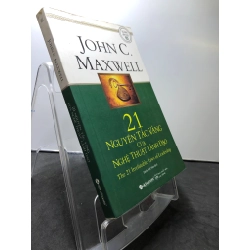 JOHN C.
MAXWELL
21
NGUYÊN TẮC VÀNG
CỦA
NGHỆ THUẬT LÃNH ĐẠO
The 21 Irrefutable Laws of Leadership